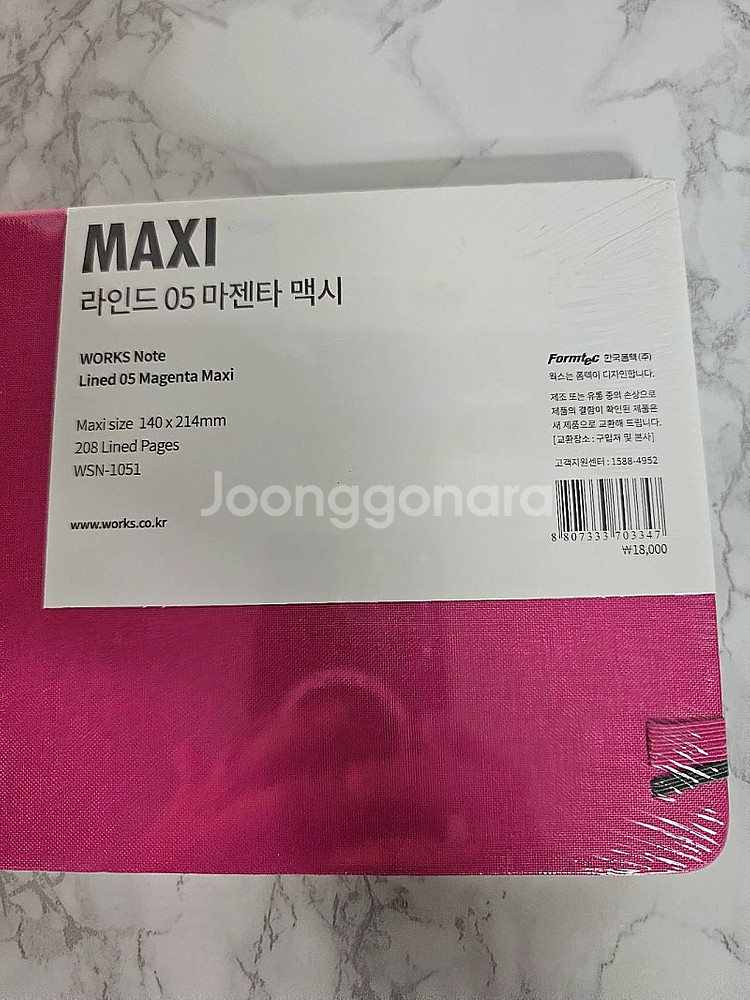 MAXI
라인드 05 마젠타 맥시
WORKS Note
Lined 05 Magenta Maxi
Maxi size 140 x 214mm
208 Lined Pages
WSN-1051
www.works.co.kr
Formtec 한국폼텍(주)
웍스는 폼텍이 디자인합니다.
제조 또는 유통 중의 손상으로
제품의 결함이 확인된 제품은
새 제품으로 교환해 드립니다.
[교환장소 : 구입처 및 본사]
고객지원센터 : 1588-4952
8 807333 703347
₩18,000
Joonggonara